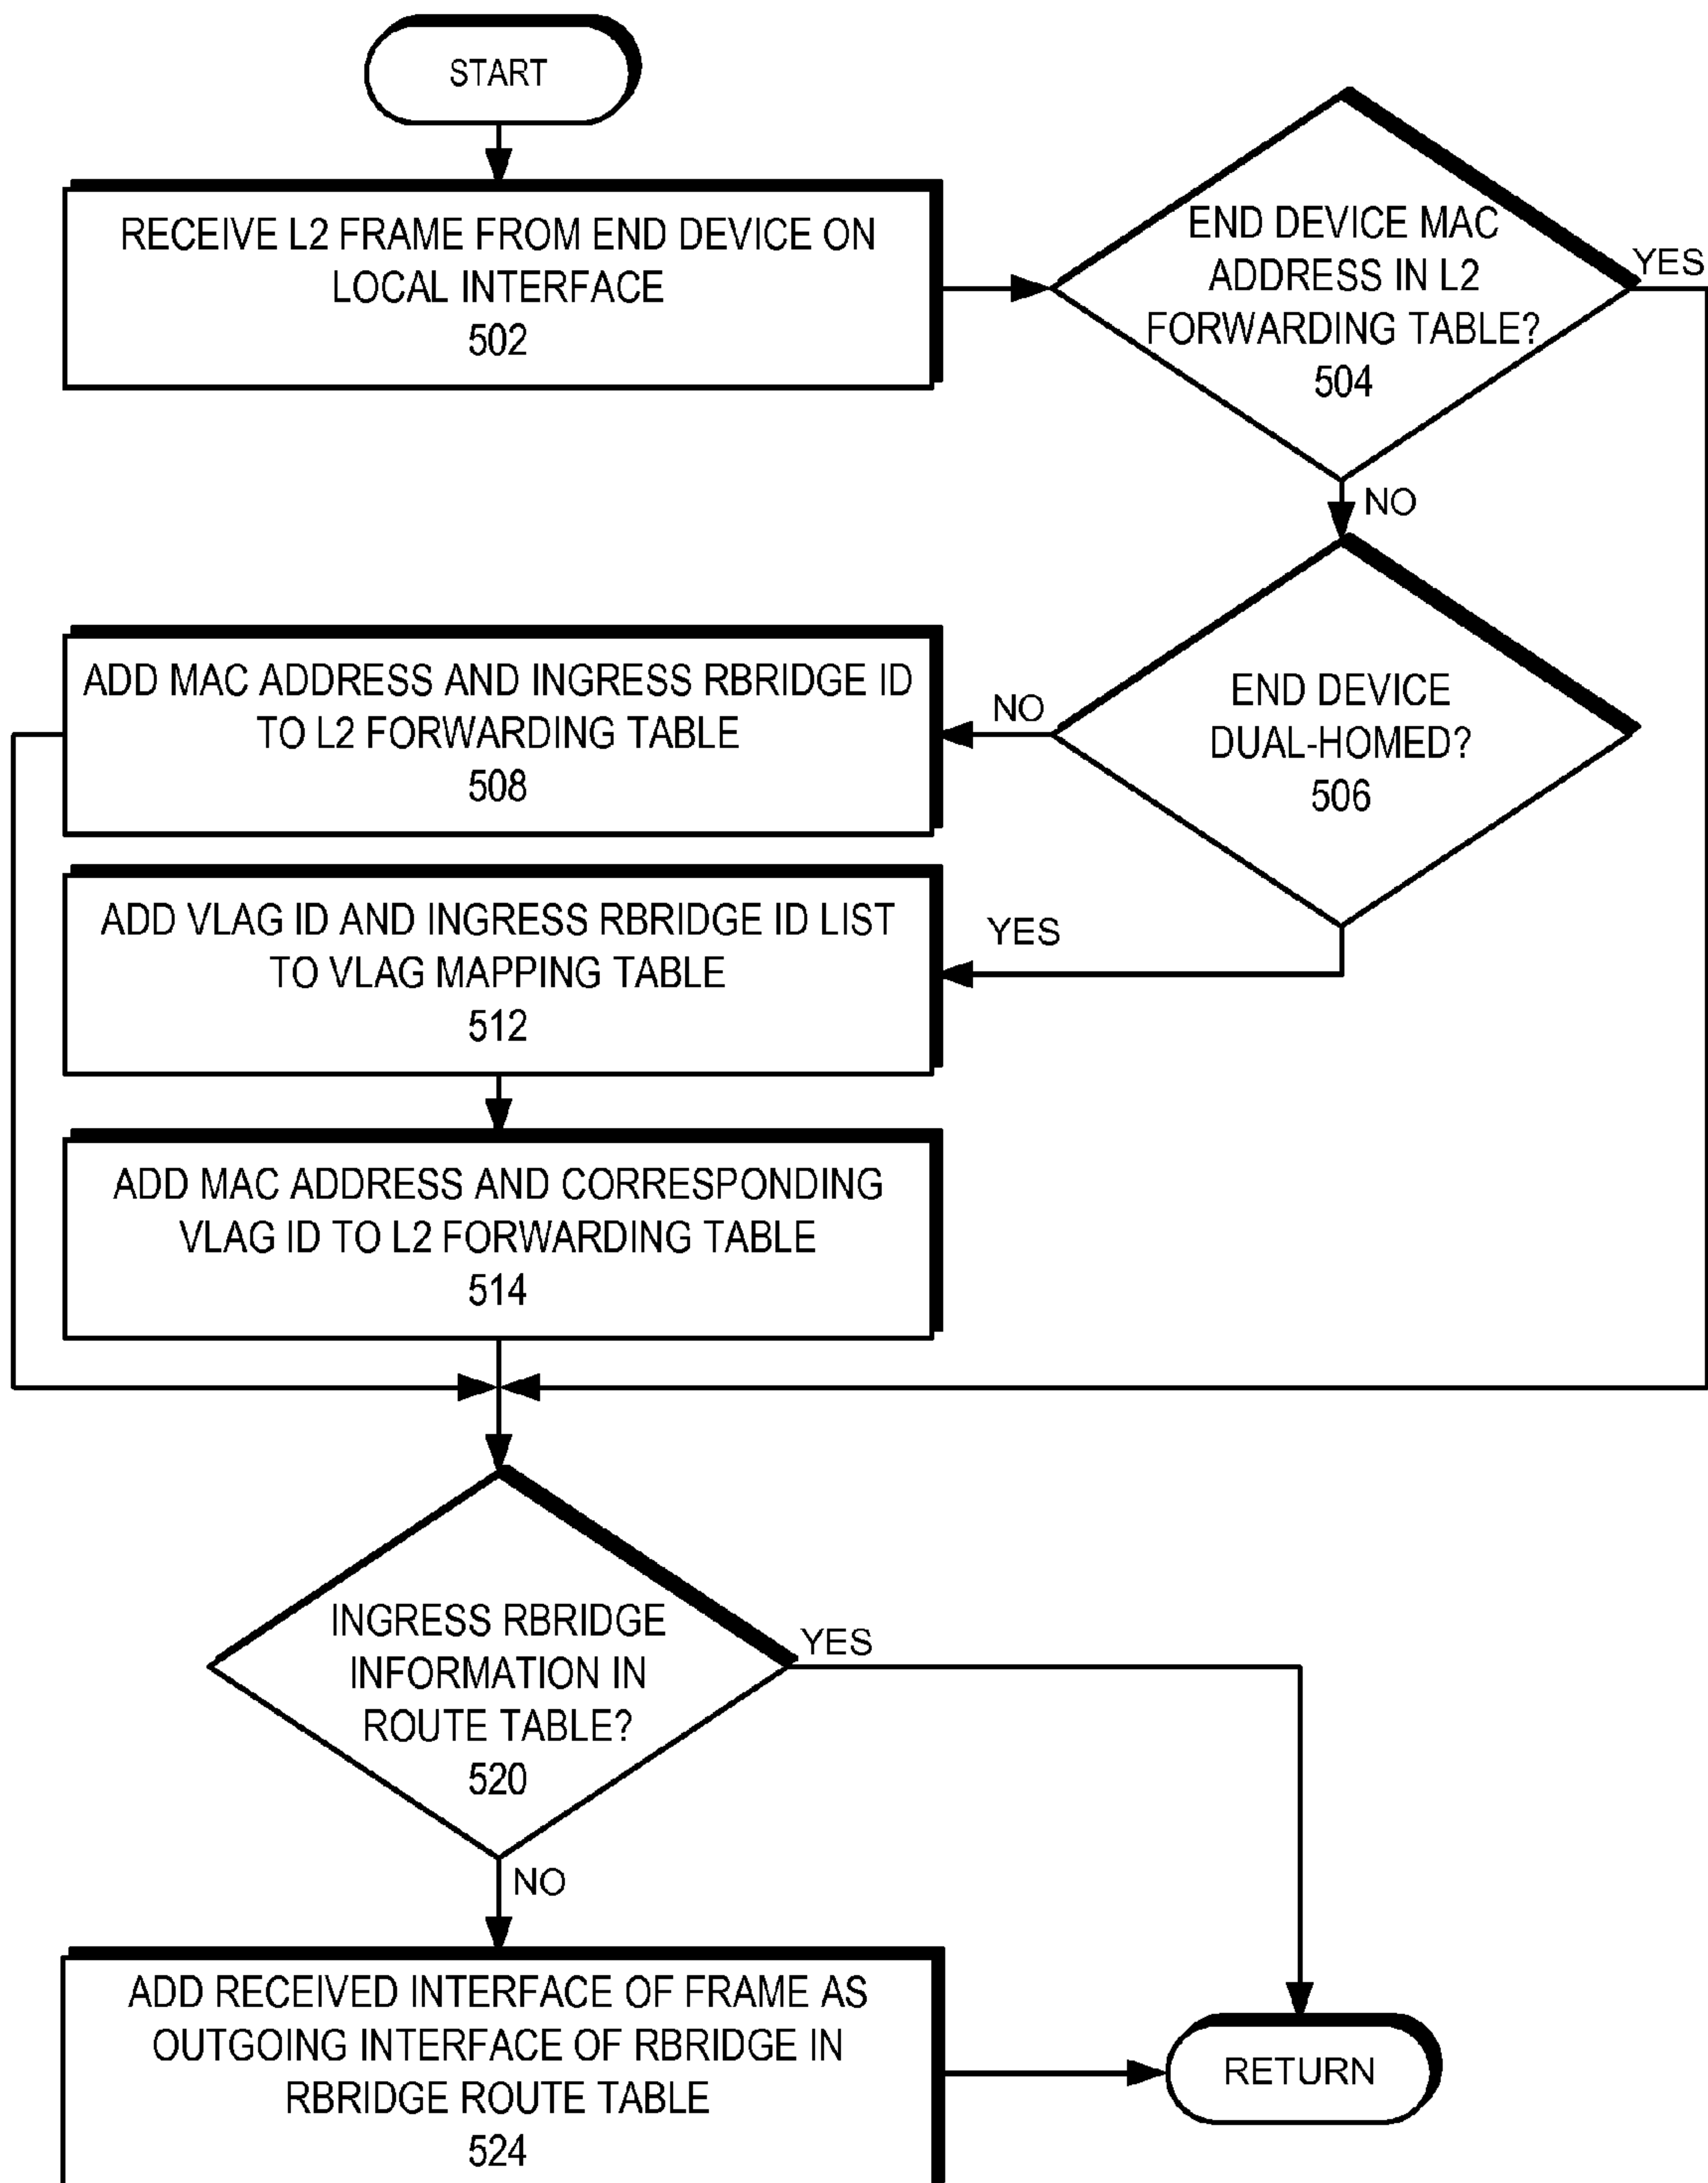 START
RECEIVE L2 FRAME FROM END DEVICE ON
LOCAL INTERFACE
502
END DEVICE MAC
ADDRESS IN L2
FORWARDING TABLE?
504
YES
NO
END DEVICE
DUAL-HOMED?
506
NO
ADD MAC ADDRESS AND INGRESS RBRIDGE ID
TO L2 FORWARDING TABLE
508
YES
ADD VLAG ID AND INGRESS RBRIDGE ID LIST
TO VLAG MAPPING TABLE
512
ADD MAC ADDRESS AND CORRESPONDING
VLAG ID TO L2 FORWARDING TABLE
514
INGRESS RBRIDGE
INFORMATION IN
ROUTE TABLE?
520
YES
NO
ADD RECEIVED INTERFACE OF FRAME AS
OUTGOING INTERFACE OF RBRIDGE IN
RBRIDGE ROUTE TABLE
524
RETURN